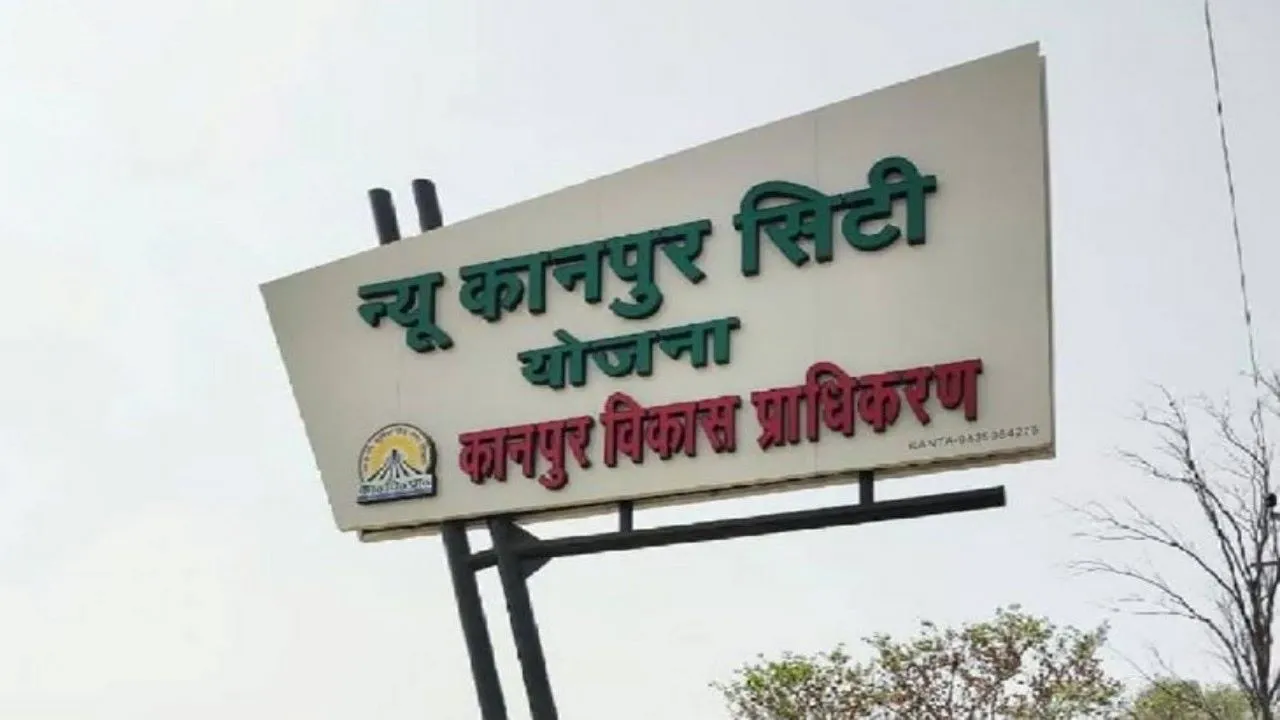 न्यू कानपुर सिटी
योजना
कानपुर विकास प्राधिकरण